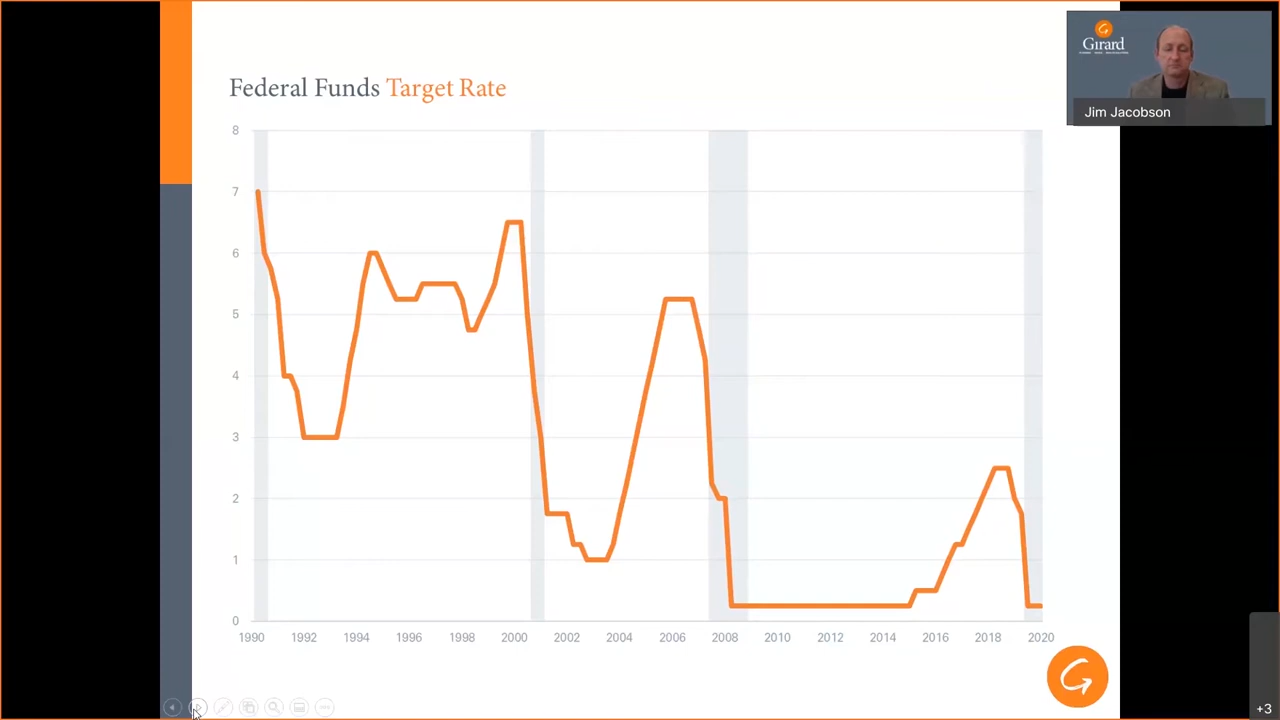 Girard
Jim Jacobson
Federal Funds Target Rate
8
7
6
5
4
3
2
1
0
1990 1992 1994 1996 1998 2000 2002 2004 2006 2008 2010 2012 2014 2016 2018 2020
+3